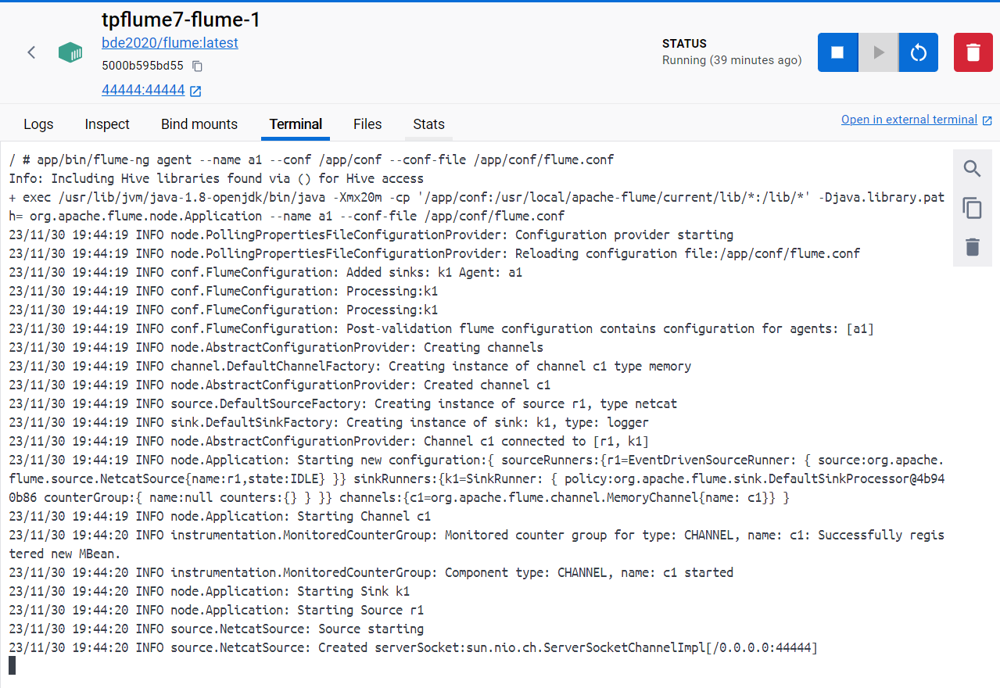 tpflume7-flume-1
bde2020/flume:latest
5000b595bd55
44444:44444
STATUS
Running (39 minutes ago)
Logs
Inspect
Bind mounts
Terminal
Files
Stats
Open in external terminal
/ # app/bin/flume-ng agent --name a1 --conf /app/conf --conf-file /app/conf/flume.conf
Info: Including Hive libraries found via () for Hive access
+ exec /usr/lib/jvm/java-1.8-openjdk/bin/java -Xmx20m -cp '/app/conf:/usr/local/apache-flume/current/lib/*:/lib/*' -Djava.library.pat
h= org.apache.flume.node.Application --name a1 --conf-file /app/conf/flume.conf
23/11/30 19:44:19 INFO node.PollingPropertiesFileConfigurationProvider: Configuration provider starting
23/11/30 19:44:19 INFO node.PollingPropertiesFileConfigurationProvider: Reloading configuration file:/app/conf/flume.conf
23/11/30 19:44:19 INFO conf.FlumeConfiguration: Added sinks: k1 Agent: a1
23/11/30 19:44:19 INFO conf.FlumeConfiguration: Processing:k1
23/11/30 19:44:19 INFO conf.FlumeConfiguration: Processing:k1
23/11/30 19:44:19 INFO conf.FlumeConfiguration: Post-validation flume configuration contains configuration for agents: [a1]
23/11/30 19:44:19 INFO node.AbstractConfigurationProvider: Creating channels
23/11/30 19:44:19 INFO channel.DefaultChannelFactory: Creating instance of channel c1 type memory
23/11/30 19:44:19 INFO node.AbstractConfigurationProvider: Created channel c1
23/11/30 19:44:19 INFO source.DefaultSourceFactory: Creating instance of source r1, type netcat
23/11/30 19:44:19 INFO sink.DefaultSinkFactory: Creating instance of sink: k1, type: logger
23/11/30 19:44:19 INFO node.AbstractConfigurationProvider: Channel c1 connected to [r1, k1]
23/11/30 19:44:19 INFO node.Application: Starting new configuration:{ sourceRunners:{r1=EventDrivenSourceRunner: { source:org.apache.
flume.source.NetcatSource{name:r1,state:IDLE} }} sinkRunners:{k1=SinkRunner: { policy:org.apache.flume.sink.DefaultSinkProcessor@4b94
0b86 counterGroup:{ name:null counters:{} } }} channels:{c1=org.apache.flume.channel.MemoryChannel{name: c1}} }
23/11/30 19:44:19 INFO node.Application: Starting Channel c1
23/11/30 19:44:20 INFO instrumentation.MonitoredCounterGroup: Monitored counter group for type: CHANNEL, name: c1: Successfully regis
tered new MBean.
23/11/30 19:44:20 INFO instrumentation.MonitoredCounterGroup: Component type: CHANNEL, name: c1 started
23/11/30 19:44:20 INFO node.Application: Starting Sink k1
23/11/30 19:44:20 INFO node.Application: Starting Source r1
23/11/30 19:44:20 INFO source.NetcatSource: Source starting
23/11/30 19:44:20 INFO source.NetcatSource: Created serverSocket:sun.nio.ch.ServerSocketChannelImpl[/0.0.0.0:44444]